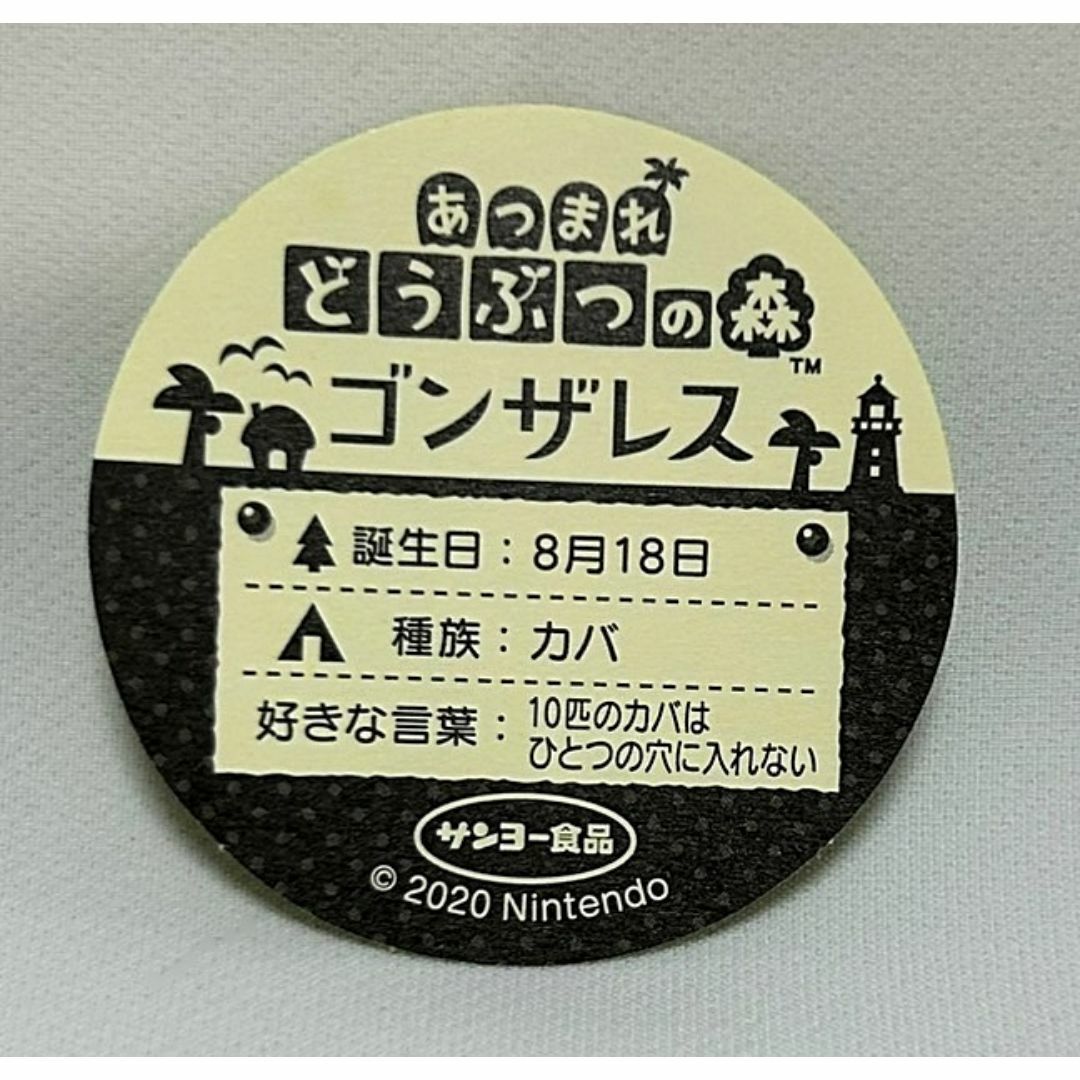 あつまれ
どうぶつの森
TM
ゴンザレス
誕生日：8月18日
種族：カバ
好きな言葉：10匹のカバは
ひとつの穴に入れない
サンヨー食品
© 2020 Nintendo